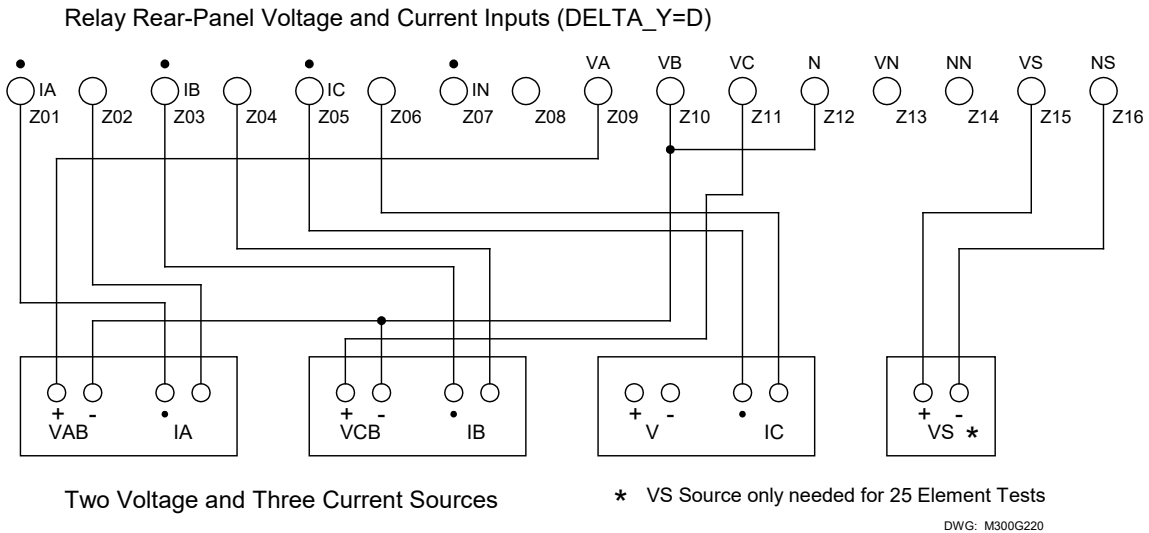 Relay Rear-Panel Voltage and Current Inputs (DELTA_Y=D)
VA VB VC N VN NN VS NS
IA IB IC IN
Z01 Z02 Z03 Z04 Z05 Z06 Z07 Z08 Z09 Z10 Z11 Z12 Z13 Z14 Z15 Z16
+ - + - + - + -
VAB IA VCB IB V IC VS *
Two Voltage and Three Current Sources
* VS Source only needed for 25 Element Tests
DWG: M300G220